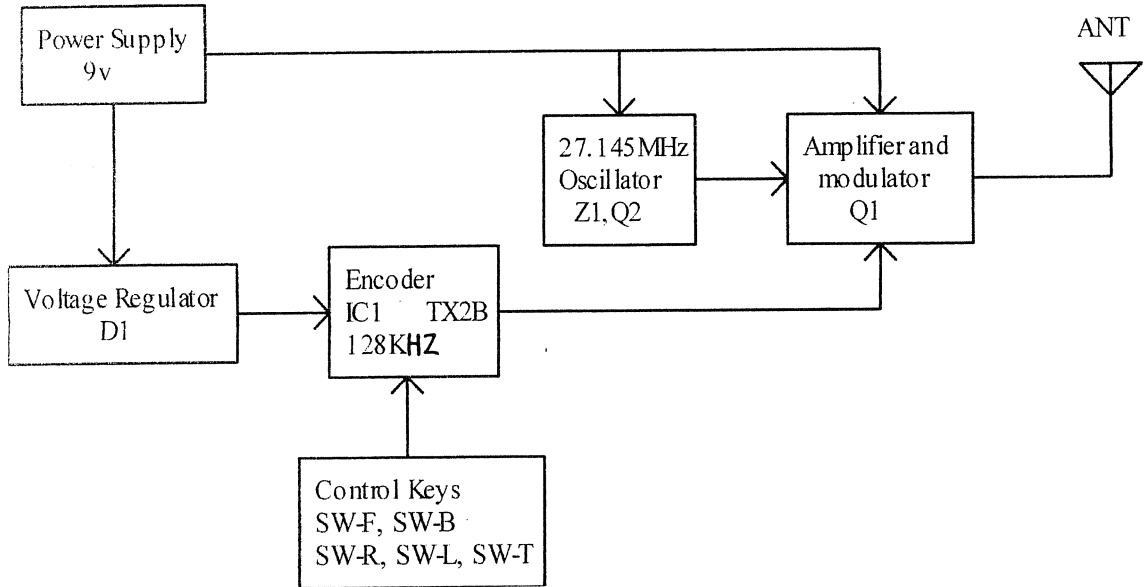 Power Supply
9v
ANT
27.145MHz
Oscillator
Z1,Q2
Amplifier and
modulator
Q1
Voltage Regulator
D1
Encoder
IC1 TX2B
128KHZ
Control Keys
SW-F, SW-B
SW-R, SW-L, SW-T